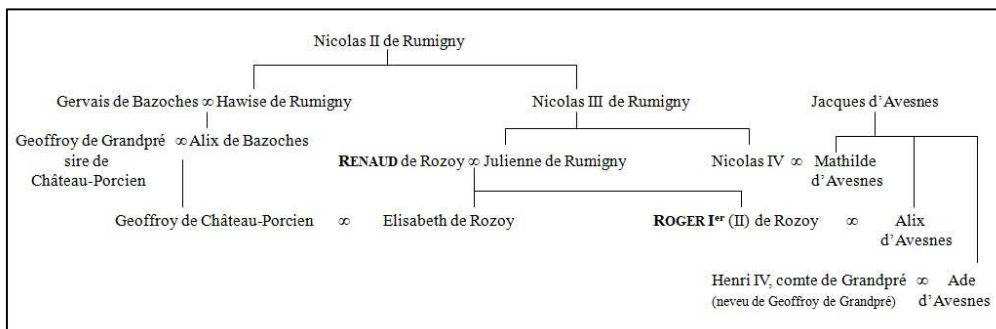 Nicolas II de Rumigny
Gervais de Bazoches ∞ Hawise de Rumigny Nicolas III de Rumigny Jacques d’Avesnes
Geoffroy de Grandpré ∞ Alix de Bazoches
sire de
Château-Porcien
RENAUD de Rozoy ∞ Julienne de Rumigny Nicolas IV ∞ Mathilde
d’Avesnes
Geoffroy de Château-Porcien ∞ Elisabeth de Rozoy ROGER Ier (II) de Rozoy ∞ Alix
d’Avesnes
Henri IV, comte de Grandpré ∞ Ade
(neveu de Geoffroy de Grandpré) d’Avesnes